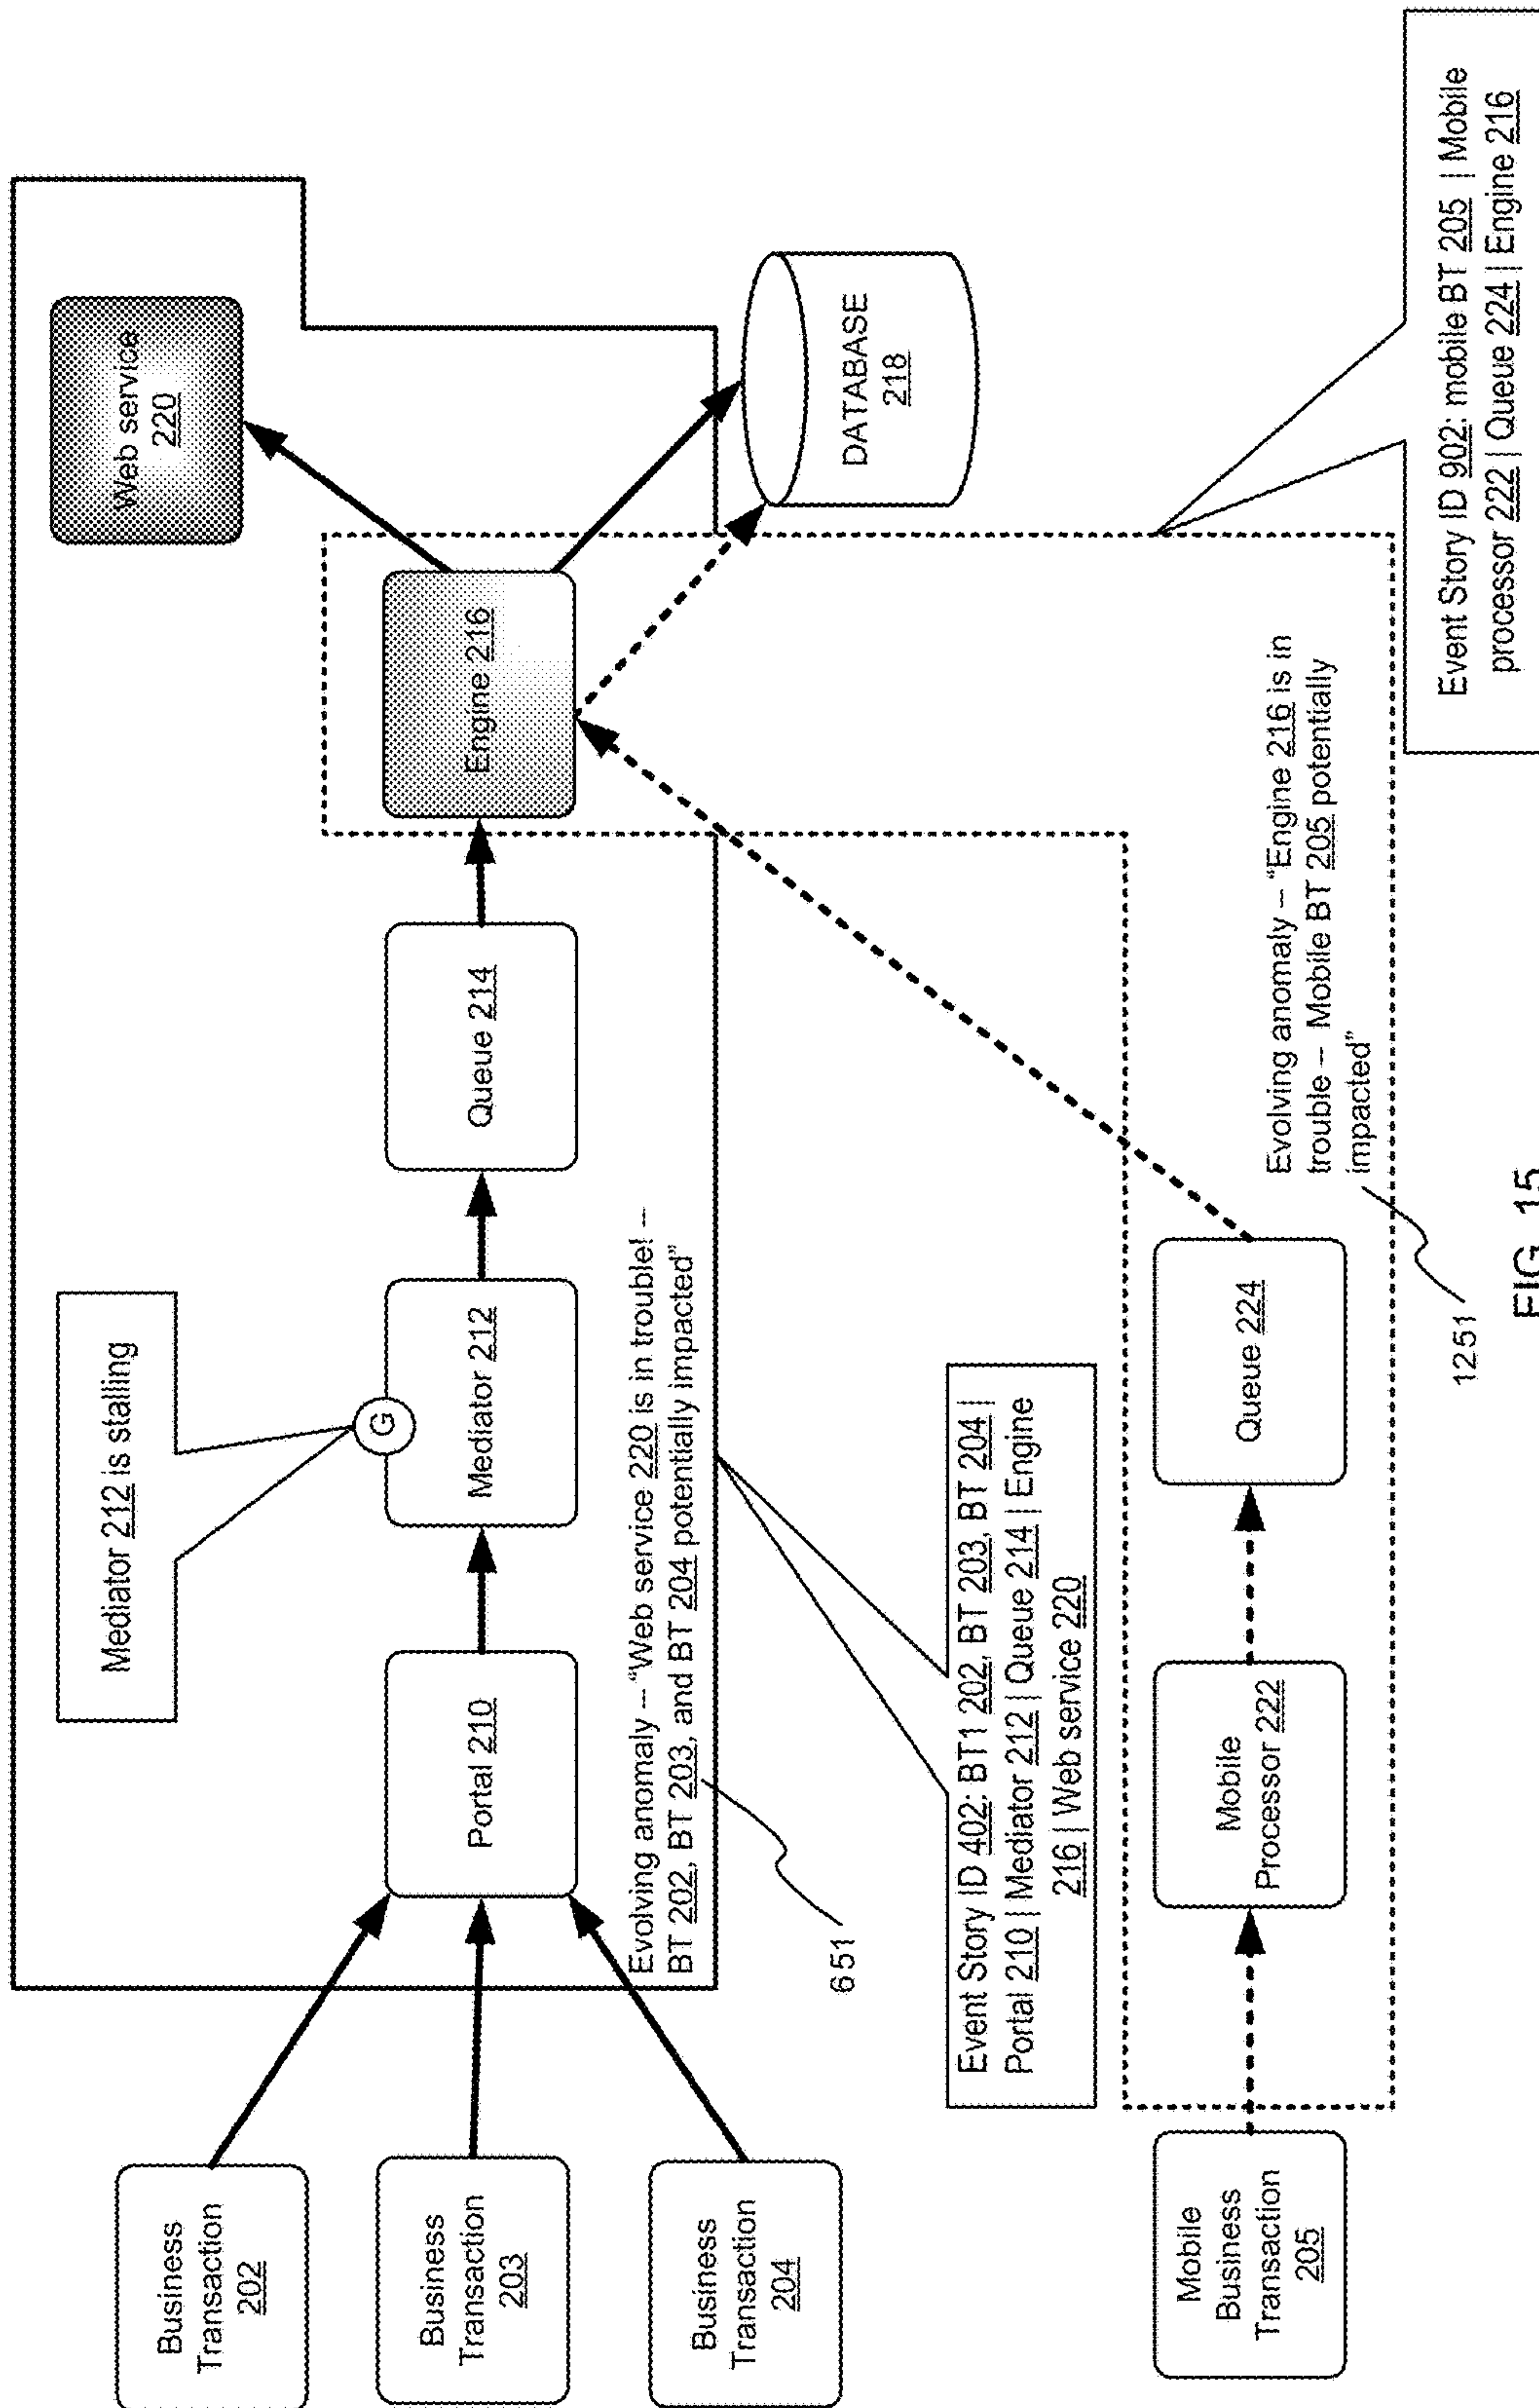 Business
Transaction
202
Business
Transaction
203
Business
Transaction
204
Mobile
Business
Transaction
205
Mediator 212 is stalling
G
Portal 210
Mediator 212
Queue 214
Engine 216
Web service
220
DATABASE
218
Evolving anomaly – “Web service 220 is in trouble! –
BT 202, BT 203, and BT 204 potentially impacted”
651
Event Story ID 402: BT1 202, BT 203, BT 204 |
Portal 210 | Mediator 212 | Queue 214 | Engine
216 | Web service 220
Mobile
Processor 222
Queue 224
Evolving anomaly – “Engine 216 is in
trouble – Mobile BT 205 potentially
impacted”
1251
Event Story ID 902: mobile BT 205 | Mobile
processor 222 | Queue 224 | Engine 216
FIG. 15